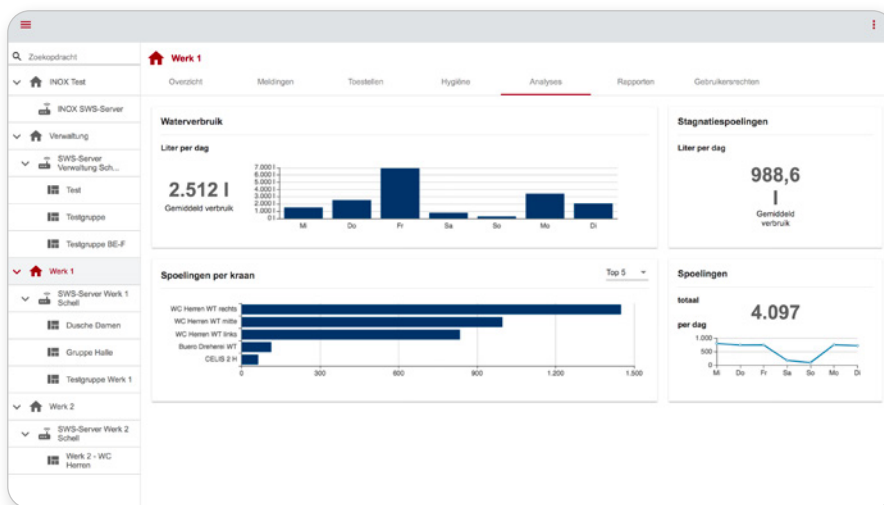 Zoekopdracht
INOX Test
INOX SWS-Server
Verwaltung
SWS-Server
Verwaltung Sch...
Test
Testgruppe
Testgruppe BE-F
Werk 1
SWS-Server Werk 1
Schell
Dusche Damen
Gruppe Halle
Testgruppe Werk 1
Werk 2
SWS-Server Werk 2
Schell
Werk 2 - WC
Herren
Werk 1
Overzicht Meldingen Toestellen Hygiëne Analyses Rapporten Gebruikersrechten
Waterverbruik
Liter per dag
2.512 l
Gemiddeld verbruik
7.000 l
6.000 l
5.000 l
4.000 l
3.000 l
2.000 l
1.000 l
0 l
Mi Do Fr Sa So Mo Di
Stagnatiespoelingen
Liter per dag
988,6
l
Gemiddeld
verbruik
Spoelingen per kraan
Top 5
WC Herren WT rechts
WC Herren WT mitte
WC Herren WT links
Buero Dreherei WT
CELIS 2 H
0 300 600 900 1.200 1.500
Spoelingen
totaal
4.097
per dag
1.000
500
0
Mi Do Fr Sa So Mo Di